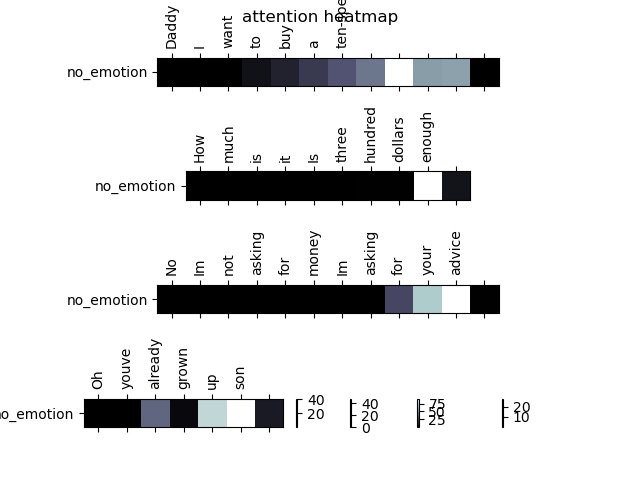 attention heatmap
Daddy I want to buy a
no_emotion
How much is it Is three hundred dollars enough
no_emotion
No Im not asking for money Im asking for your advice
no_emotion
Oh youve already grown up son
no_emotion
40
20
40
20
0
75
50
25
20
10